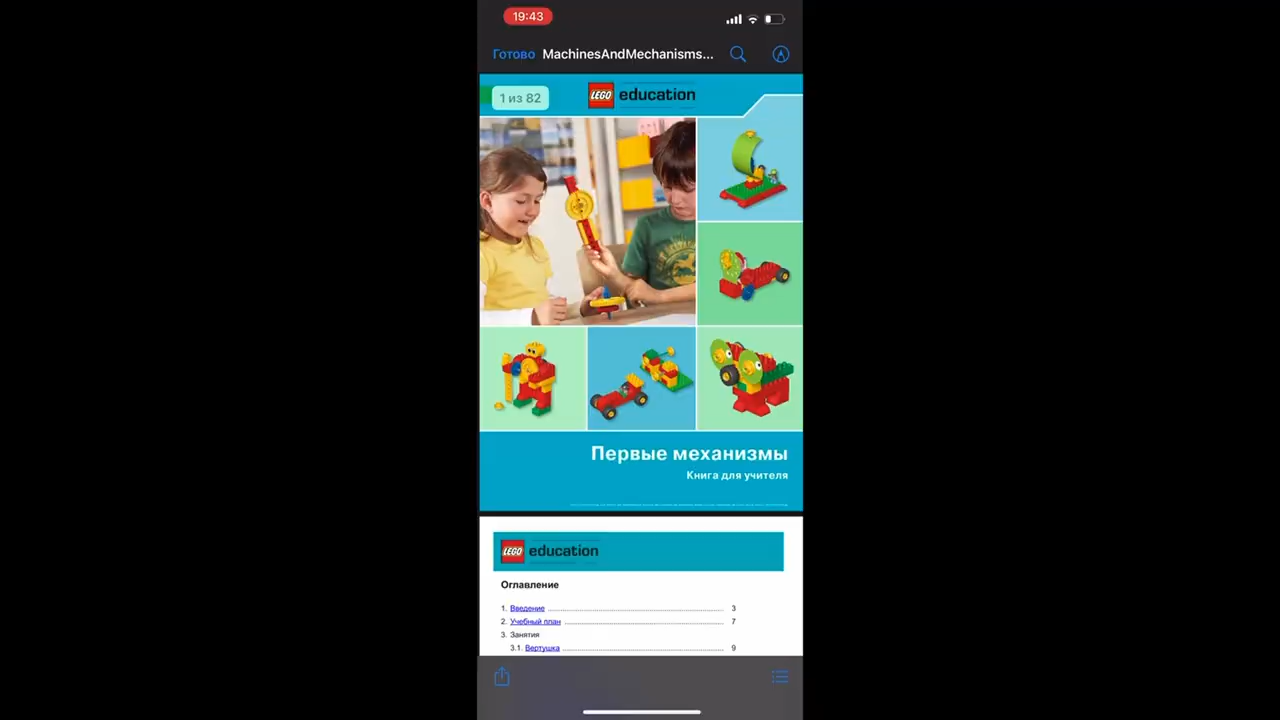 19:43
Готово MachinesAndMechanisms...
1 из 82
LEGO education
Первые механизмы
Книга для учителя
LEGO education
Оглавление
1. Введение 3
2. Учебный план 7
3. Занятия
3.1. Вертушка 9